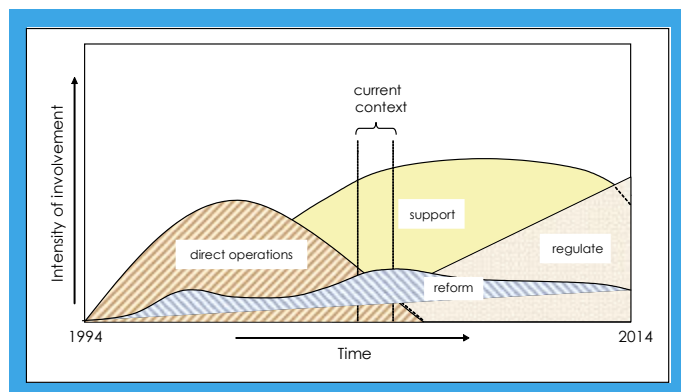 current
context
Intensity of involvement
support
direct operations
regulate
reform
1994
2014
Time